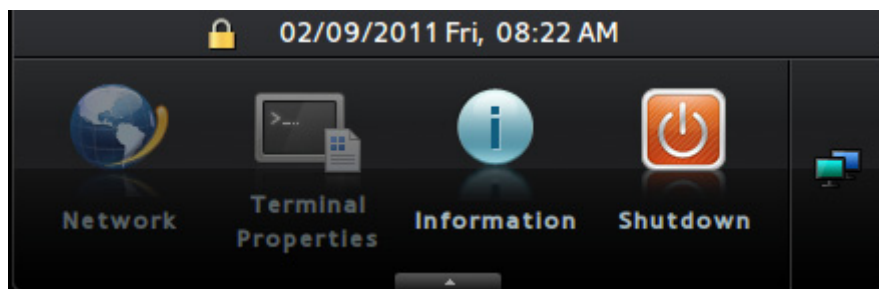 02/09/2011 Fri, 08:22 AM
>_..
i
Network
Terminal
Properties
Information
Shutdown